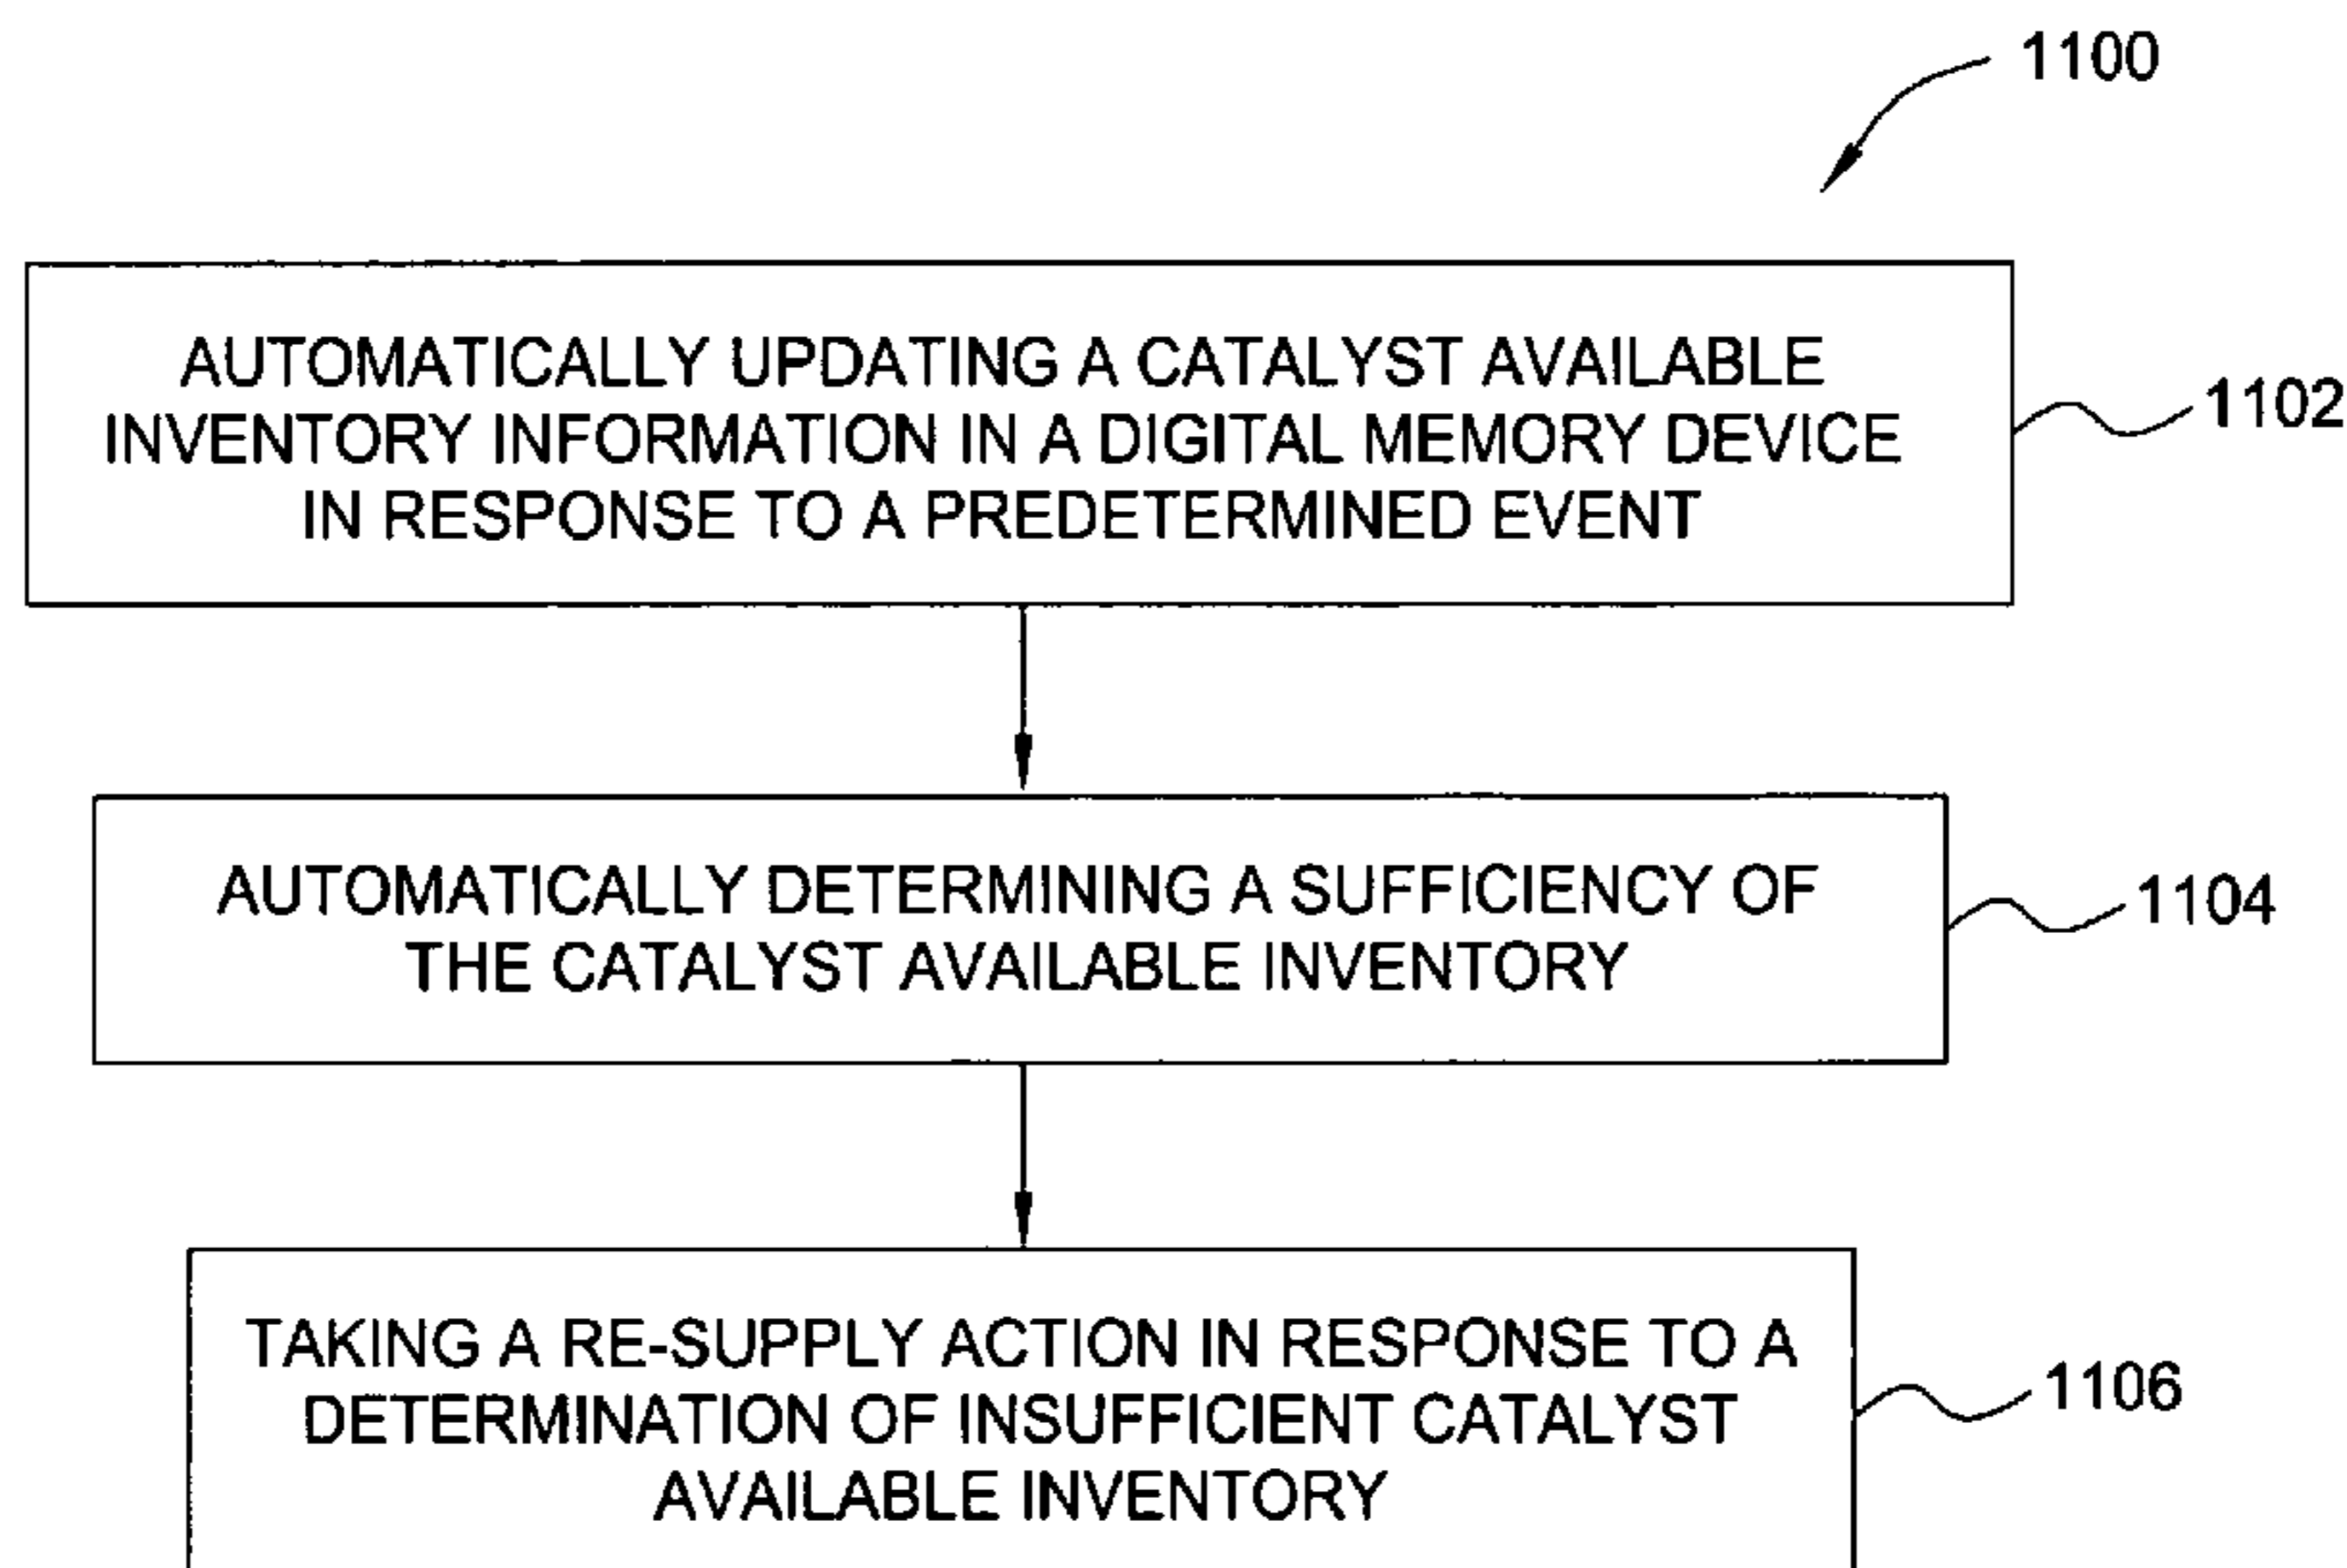 1100
AUTOMATICALLY UPDATING A CATALYST AVAILABLE
INVENTORY INFORMATION IN A DIGITAL MEMORY DEVICE
IN RESPONSE TO A PREDETERMINED EVENT
1102
AUTOMATICALLY DETERMINING A SUFFICIENCY OF
THE CATALYST AVAILABLE INVENTORY
1104
TAKING A RE-SUPPLY ACTION IN RESPONSE TO A
DETERMINATION OF INSUFFICIENT CATALYST
AVAILABLE INVENTORY
1106